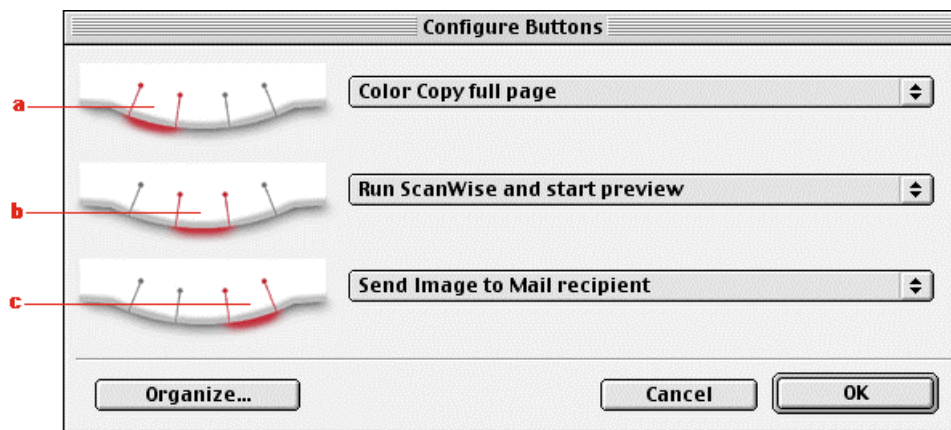 Configure Buttons
a
Color Copy full page
b
Run ScanWise and start preview
c
Send Image to Mail recipient
Organize...
Cancel
OK